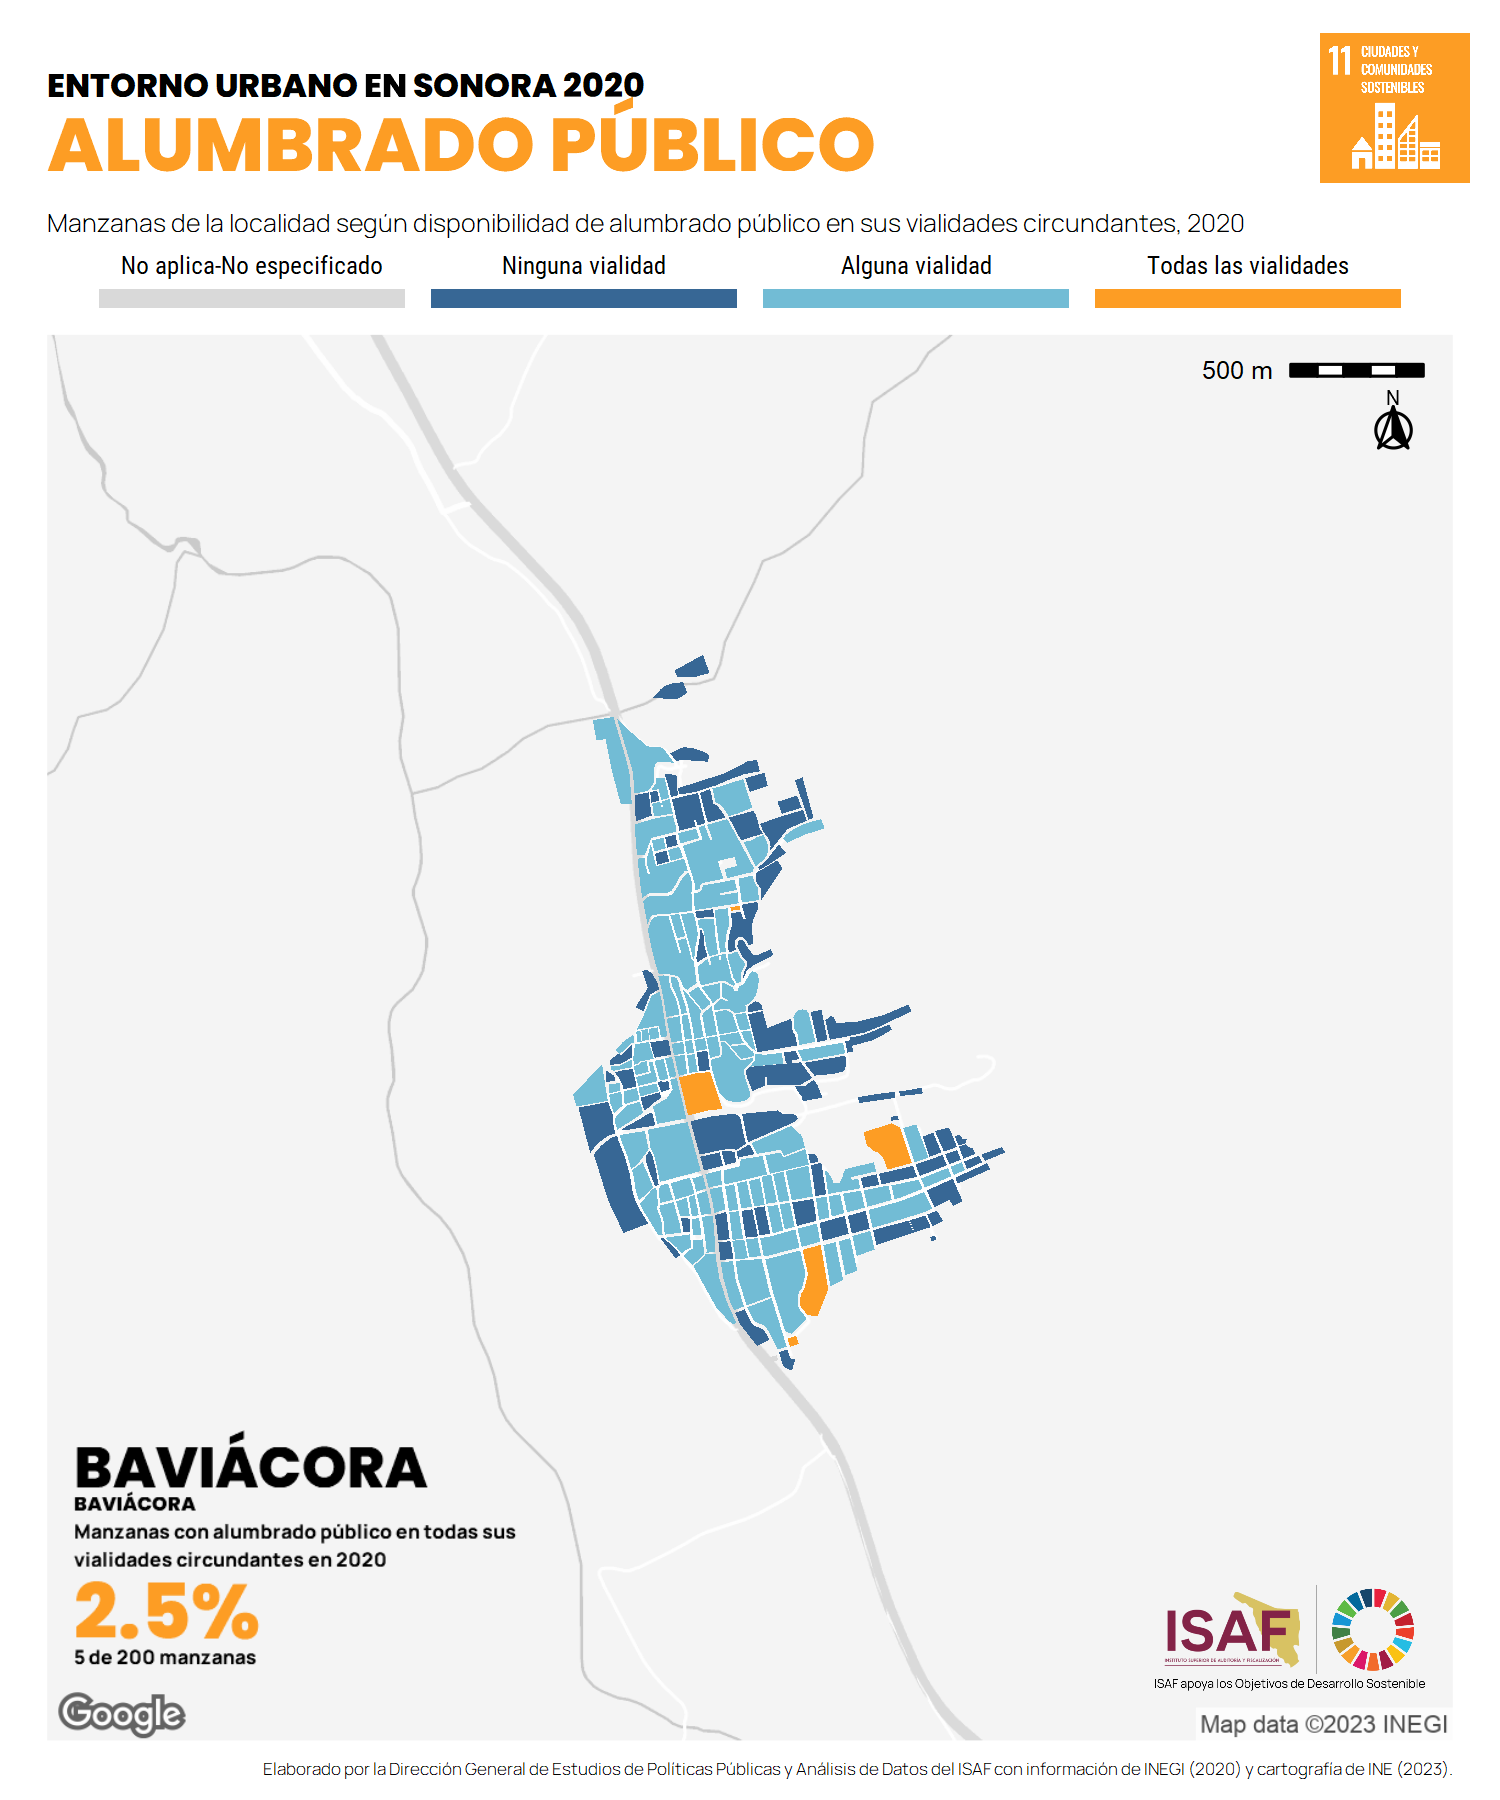 ENTORNO URBANO EN SONORA 2020
ALUMBRADO PÚBLICO
11 CIUDADES Y
COMUNIDADES
SOSTENIBLES
Manzanas de la localidad según disponibilidad de alumbrado público en sus vialidades circundantes, 2020
No aplica-No especificado
Ninguna vialidad
Alguna vialidad
Todas las vialidades
500 m
N
BAVIÁCORA
BAVIÁCORA
Manzanas con alumbrado público en todas sus
vialidades circundantes en 2020
2.5%
5 de 200 manzanas
Google
ISAF
INSTITUTO SUPERIOR DE AUDITORÍA Y FISCALIZACIÓN
ISAF apoya los Objetivos de Desarrollo Sostenible
Map data ©2023 INEGI
Elaborado por la Dirección General de Estudios de Políticas Públicas y Análisis de Datos del ISAF con información de INEGI (2020) y cartografía de INE (2023).